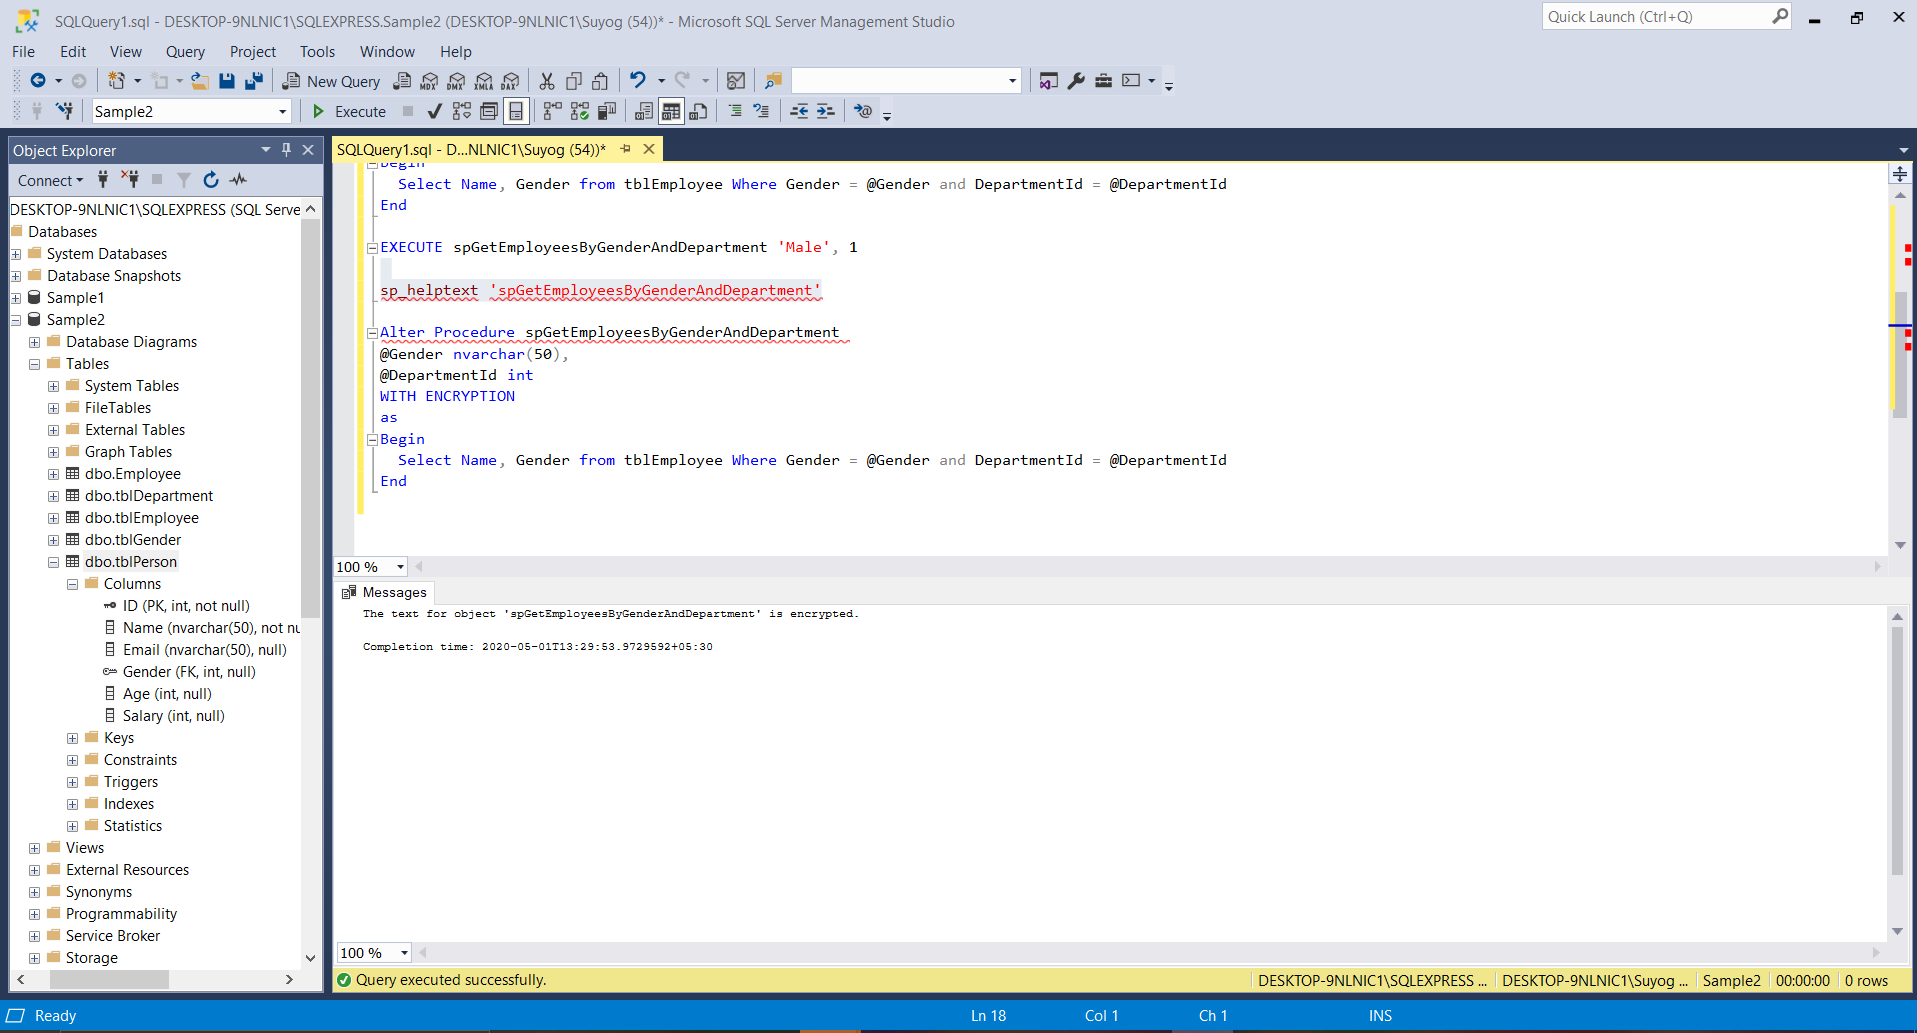 SQLQuery1.sql - DESKTOP-9NLNIC1\SQLEXPRESS.Sample2 (DESKTOP-9NLNIC1\Suyog (54))* - Microsoft SQL Server Management Studio
Quick Launch (Ctrl+Q)
File Edit View Query Project Tools Window Help
New Query MDX DMX XMLA DAX
Sample2 Execute
Object Explorer
Connect
DESKTOP-9NLNIC1\SQLEXPRESS (SQL Serve
Databases
System Databases
Database Snapshots
Sample1
Sample2
Database Diagrams
Tables
System Tables
FileTables
External Tables
Graph Tables
dbo.Employee
dbo.tblDepartment
dbo.tblEmployee
dbo.tblGender
dbo.tblPerson
Columns
ID (PK, int, not null)
Name (nvarchar(50), not nu
Email (nvarchar(50), null)
Gender (FK, int, null)
Age (int, null)
Salary (int, null)
Keys
Constraints
Triggers
Indexes
Statistics
Views
External Resources
Synonyms
Programmability
Service Broker
Storage
SQLQuery1.sql - D...NLNIC1\Suyog (54))*
Begin
Select Name, Gender from tblEmployee Where Gender = @Gender and DepartmentId = @DepartmentId
End
EXECUTE spGetEmployeesByGenderAndDepartment 'Male', 1
sp_helptext 'spGetEmployeesByGenderAndDepartment'
Alter Procedure spGetEmployeesByGenderAndDepartment
@Gender nvarchar(50),
@DepartmentId int
WITH ENCRYPTION
as
Begin
Select Name, Gender from tblEmployee Where Gender = @Gender and DepartmentId = @DepartmentId
End
100 %
Messages
The text for object 'spGetEmployeesByGenderAndDepartment' is encrypted.
Completion time: 2020-05-01T13:29:53.9729592+05:30
100 %
Query executed successfully.
DESKTOP-9NLNIC1\SQLEXPRESS ... DESKTOP-9NLNIC1\Suyog ... Sample2 00:00:00 0 rows
Ready Ln 18 Col 1 Ch 1 INS